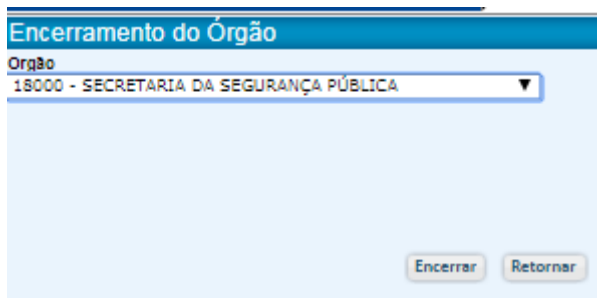 Encerramento do Órgão
Orgão
18000 - SECRETARIA DA SEGURANÇA PÚBLICA
Encerrar Retornar